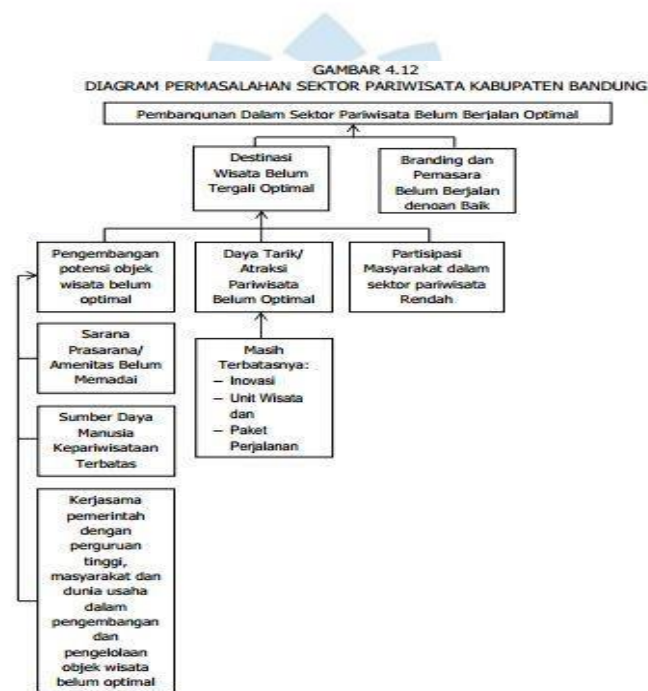 GAMBAR 4.12
DIAGRAM PERMASALAHAN SEKTOR PARIWISATA KABUPATEN BANDUNG
Pembangunan Dalam Sektor Pariwisata Belum Berjalan Optimal
Destinasi
Wisata Belum
Tergali Optimal
Branding dan
Pemasara
Belum Berjalan
dengan Baik
Pengembangan
potensi objek
wisata belum
optimal
Daya Tarik/
Atraksi
Pariwisata
Belum Optimal
Partisipasi
Masyarakat dalam
sektor pariwisata
Rendah
Sarana
Prasarana/
Amenitas Belum
Memadai
Masih
Terbatasnya:
– Inovasi
– Unit Wisata
dan
– Paket
Perjalanan
Sumber Daya
Manusia
Kepariwisataan
Terbatas
Kerjasama
pemerintah
dengan
perguruan
tinggi,
masyarakat dan
dunia usaha
dalam
pengembangan
dan
pengelolaan
objek wisata
belum optimal